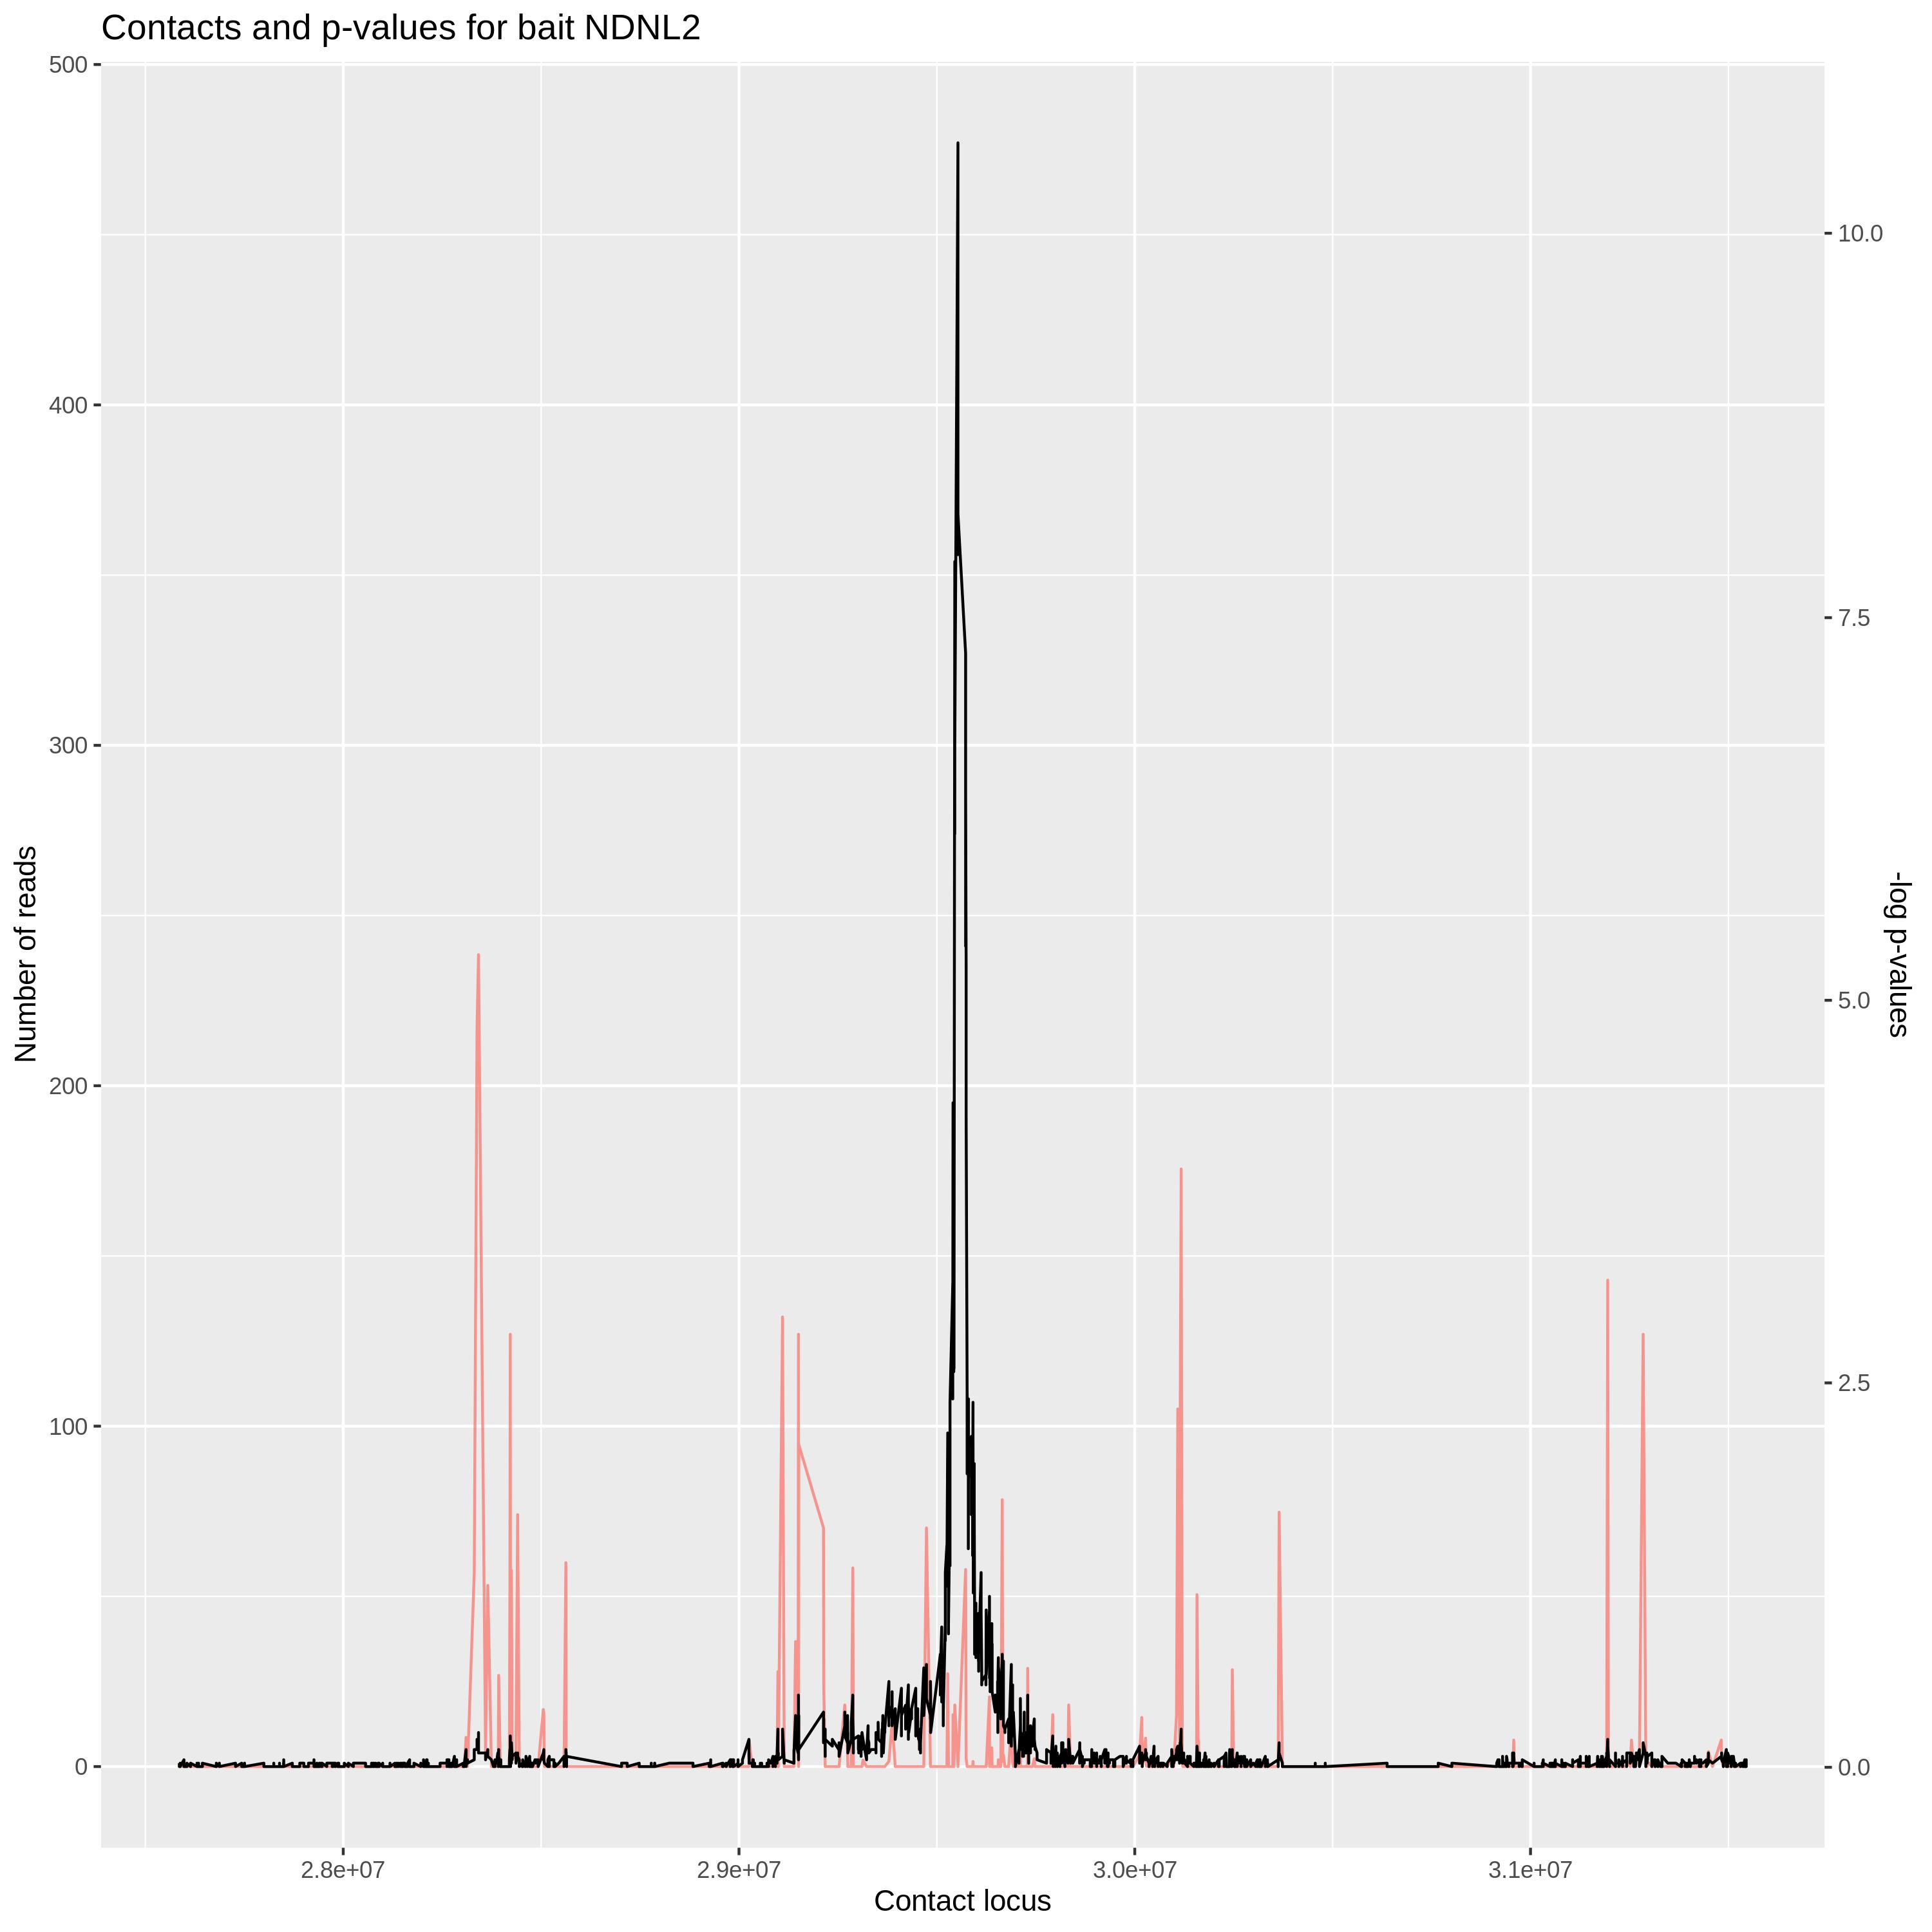 Contacts and p-values for bait NDNL2
500
400
300
200
100
0
Number of reads
10.0
7.5
5.0
2.5
0.0
-log p-values
2.8e+07
2.9e+07
3.0e+07
3.1e+07
Contact locus